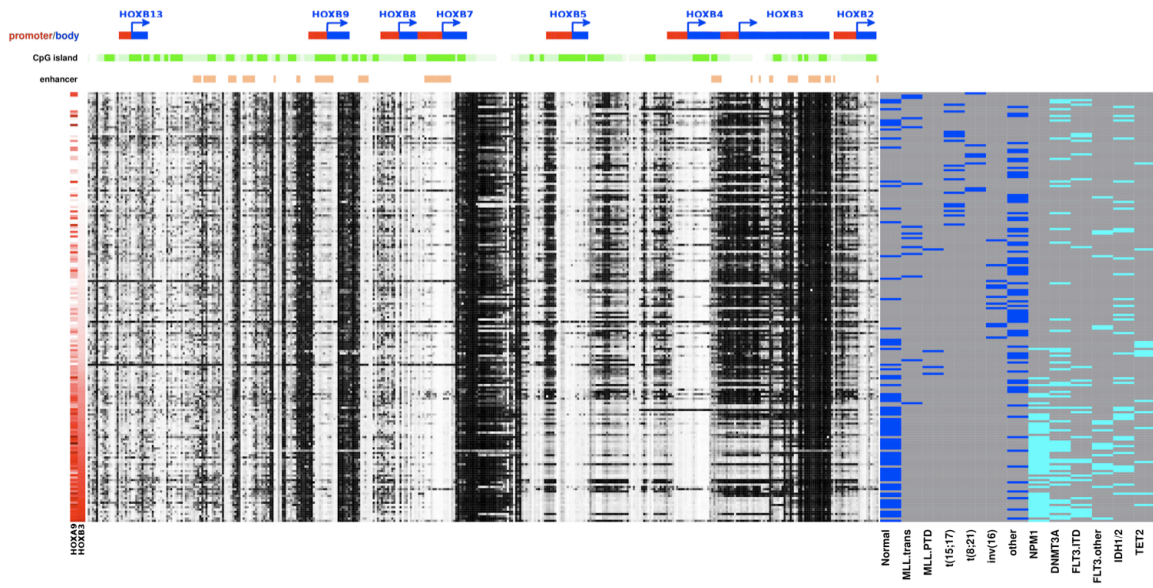 HOXB13
HOXB9
HOXB8
HOXB7
HOXB5
HOXB4
HOXB3
HOXB2
promoter/body
CpG island
enhancer
HOXA9
HOXB3
Normal
MLL.trans
MLL.PTD
t(15;17)
t(8;21)
inv(16)
other
NPM1
DNMT3A
FLT3.ITD
FLT3.other
IDH1/2
TET2